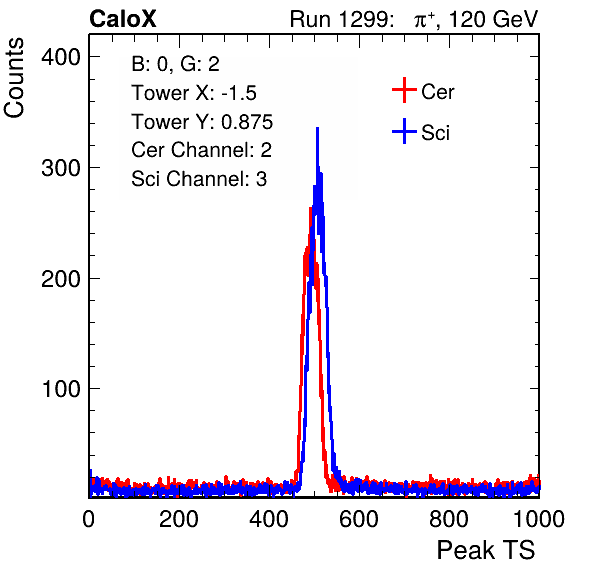 CaloX Run 1299: π⁺, 120 GeV
Counts
400
300
200
100
B: 0, G: 2
Tower X: -1.5
Tower Y: 0.875
Cer Channel: 2
Sci Channel: 3
Cer
Sci
0 200 400 600 800 1000
Peak TS